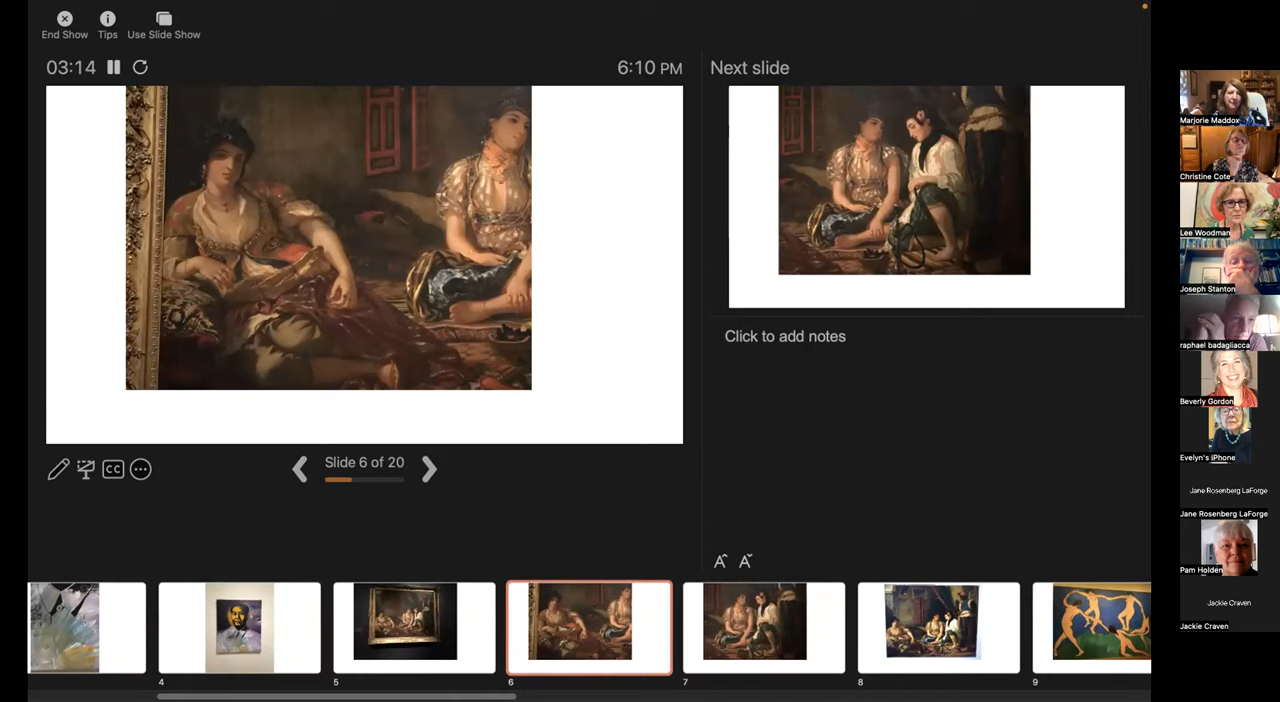 End Show
Tips
Use Slide Show
03:14
6:10 PM
Next slide
Click to add notes
CC
Slide 6 of 20
A A
4
5
6
7
8
9
Marjorie Maddox
Christine Cote
Lee Woodman
Joseph Stanton
raphael badagliacca
Beverly Gordon
Evelyn's iPhone
Jane Rosenberg LaForge
Jane Rosenberg LaForge
Pam Holden
Jackie Craven
Jackie Craven